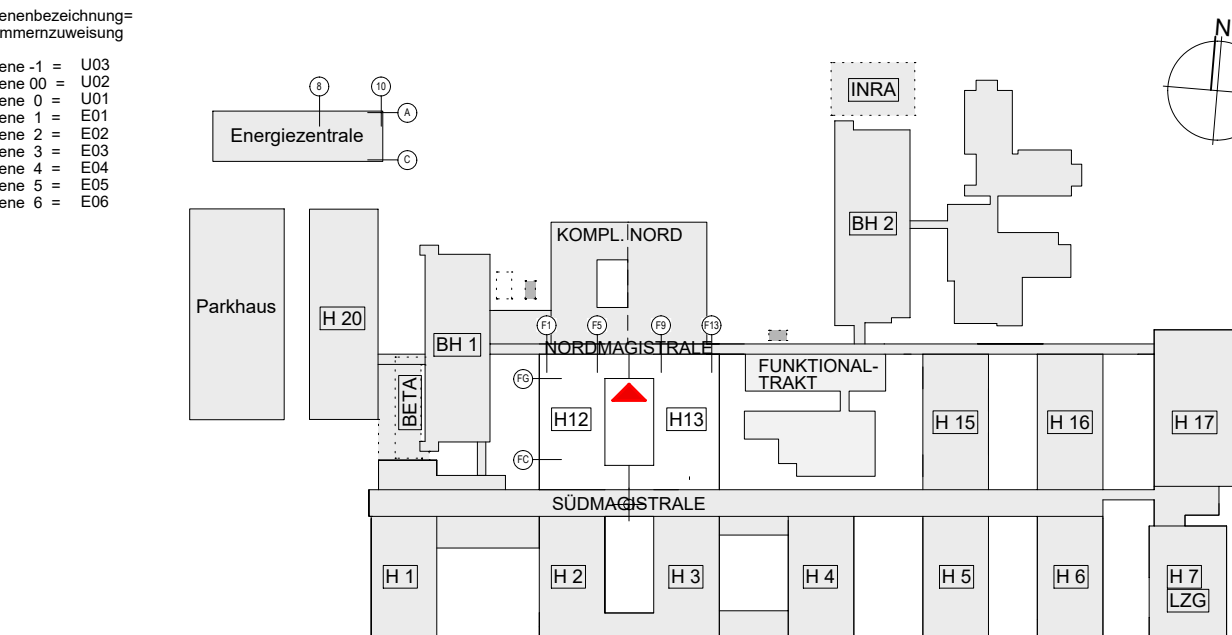 enenbezeichnung=
mmernzuweisung
ene -1 = U03
ene 00 = U02
ene 0 = U01
ene 1 = E01
ene 2 = E02
ene 3 = E03
ene 4 = E04
ene 5 = E05
ene 6 = E06
N
8
10
A
C
Energiezentrale
INRA
BH 2
KOMPL. NORD
Parkhaus
H 20
BH 1
F1
F5
F9
F13
NORDMAGISTRALE
FUNKTIONAL-
TRAKT
BETA
FG
H12
H13
H 15
H 16
H 17
FC
SÜDMAGISTRALE
H 1
H 2
H 3
H 4
H 5
H 6
H 7
LZG